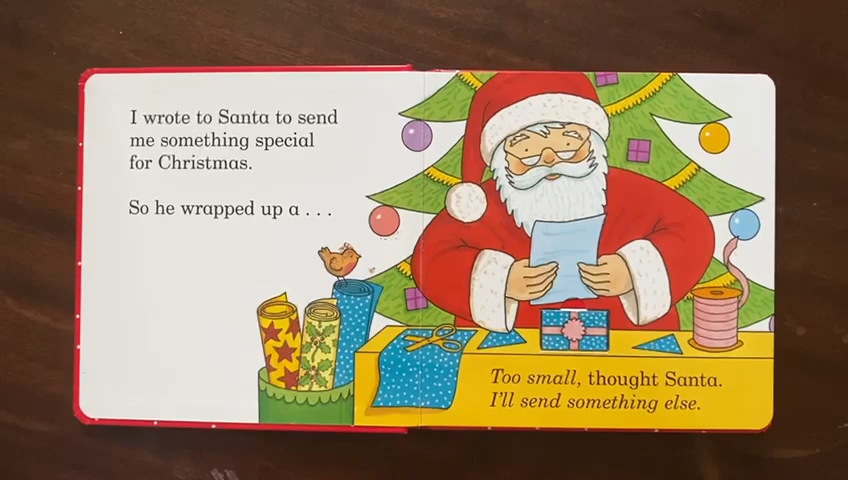 I wrote to Santa to send
me something special
for Christmas.
So he wrapped up a . . .
Too small, thought Santa.
I'll send something else.